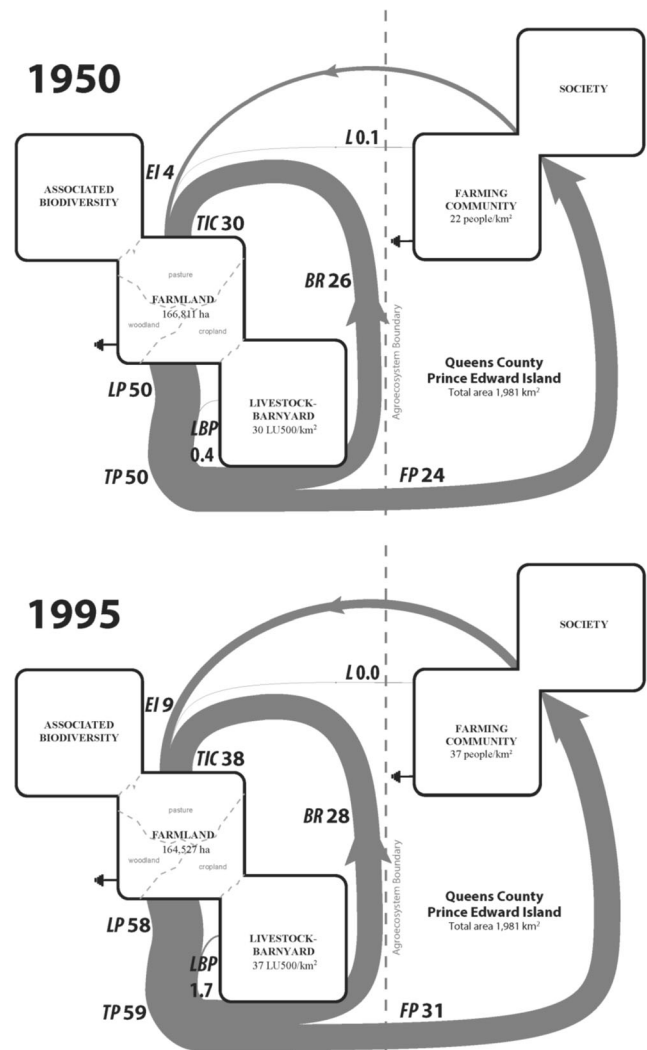 1950
SOCIETY
L 0.1
EI 4
ASSOCIATED
BIODIVERSITY
FARMING
COMMUNITY
22 people/km²
TIC 30
pasture
BR 26
FARMLAND
166,811 ha
woodland
cropland
Agroecosystem Boundary
Queens County
Prince Edward Island
Total area 1,981 km²
LP 50
LIVESTOCK-
BARNYARD
30 LU500/km²
LBP
0.4
TP 50
FP 24
1995
SOCIETY
L 0.0
EI 9
ASSOCIATED
BIODIVERSITY
FARMING
COMMUNITY
37 people/km²
TIC 38
pasture
BR 28
FARMLAND
164,527 ha
woodland
cropland
Agroecosystem Boundary
Queens County
Prince Edward Island
Total area 1,981 km²
LP 58
LIVESTOCK-
BARNYARD
37 LU500/km²
LBP
1.7
TP 59
FP 31